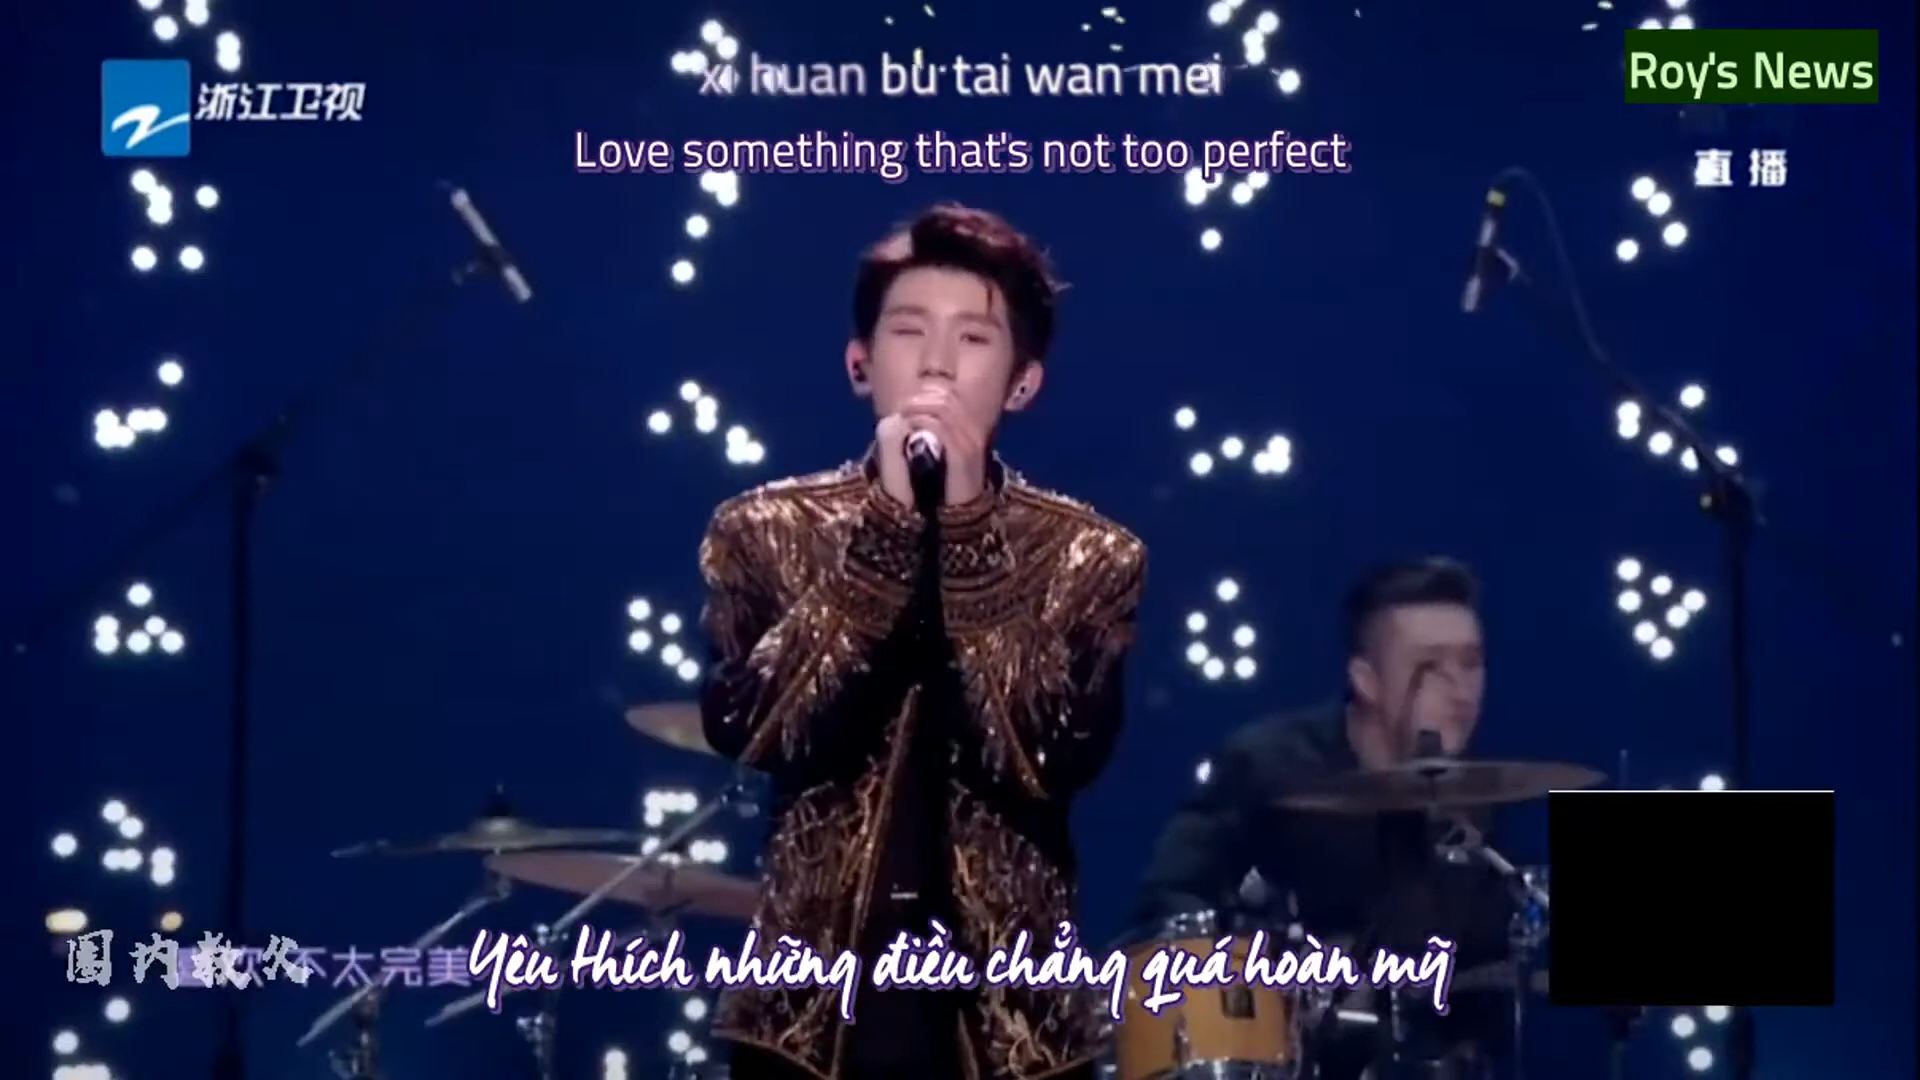 Roy's News
xi huan bu tai wan mei
浙江卫视
Love something that's not too perfect
直播
不太完美
Yêu thích những điều chẳng quá hoàn mỹ